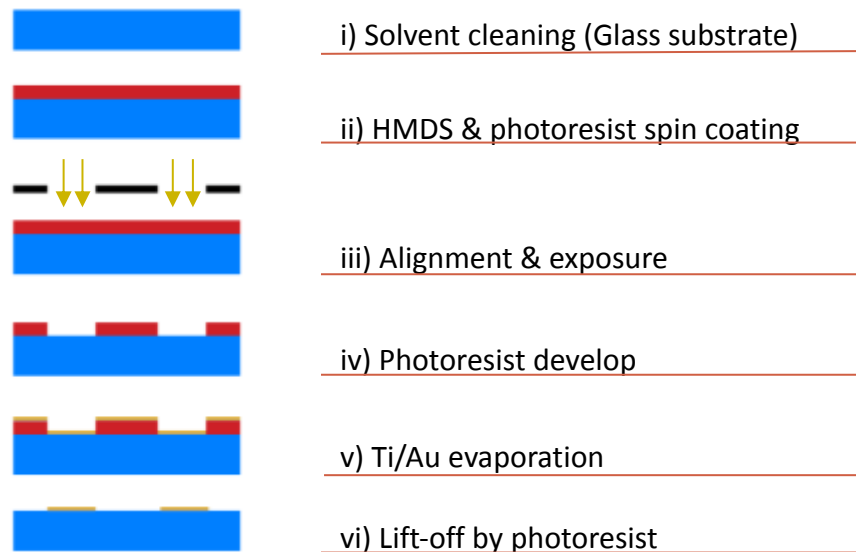 i) Solvent cleaning (Glass substrate)
ii) HMDS & photoresist spin coating
iii) Alignment & exposure
iv) Photoresist develop
v) Ti/Au evaporation
vi) Lift-off by photoresist